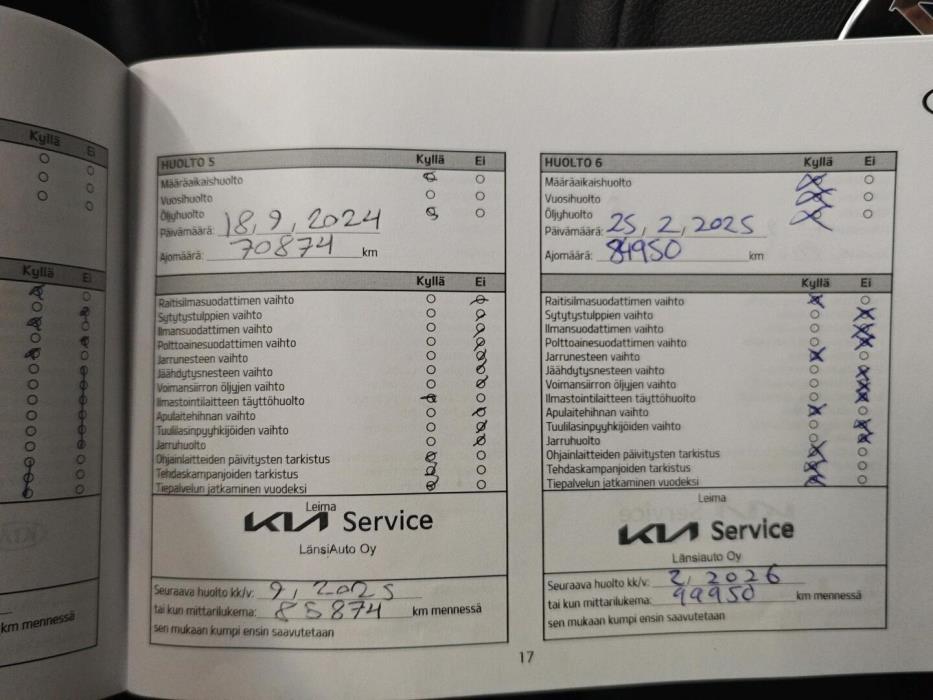 Kyllä Ei
Kyllä Ei
km mennessä
HUOLTO 5 Kyllä Ei
Määräaikaishuolto
Vuosihuolto
Öljyhuolto
Päivämäärä: 18,9,2024
Ajomäärä: 70874 km
Kyllä Ei
Raitisilmasuodattimen vaihto
Sytytystulppien vaihto
Ilmansuodattimen vaihto
Polttoainesuodattimen vaihto
Jarrunesteen vaihto
Jäähdytysnesteen vaihto
Voimansiirron öljyjen vaihto
Ilmastointilaitteen täyttöhuolto
Apulaitehihnan vaihto
Tuulilasinpyyhkijöiden vaihto
Jarruhuolto
Ohjainlaitteiden päivitysten tarkistus
Tehdaskampanjoiden tarkistus
Tiepalvelun jatkaminen vuodeksi
Leima
KIA Service
LänsiAuto Oy
Seuraava huolto kk/v: 9, 2025
tai kun mittarilukema: 85874 km mennessä
sen mukaan kumpi ensin saavutetaan
HUOLTO 6 Kyllä Ei
Määräaikaishuolto
Vuosihuolto
Öljyhuolto
Päivämäärä: 25,2,2025
Ajomäärä: 84950 km
Kyllä Ei
Raitisilmasuodattimen vaihto
Sytytystulppien vaihto
Ilmansuodattimen vaihto
Polttoainesuodattimen vaihto
Jarrunesteen vaihto
Jäähdytysnesteen vaihto
Voimansiirron öljyjen vaihto
Ilmastointilaitteen täyttöhuolto
Apulaitehihnan vaihto
Tuulilasinpyyhkijöiden vaihto
Jarruhuolto
Ohjainlaitteiden päivitysten tarkistus
Tehdaskampanjoiden tarkistus
Tiepalvelun jatkaminen vuodeksi
Leima
KIA Service
Länsiauto Oy
Seuraava huolto kk/v: 2, 2026
tai kun mittarilukema: 99950 km mennessä
sen mukaan kumpi ensin saavutetaan
17